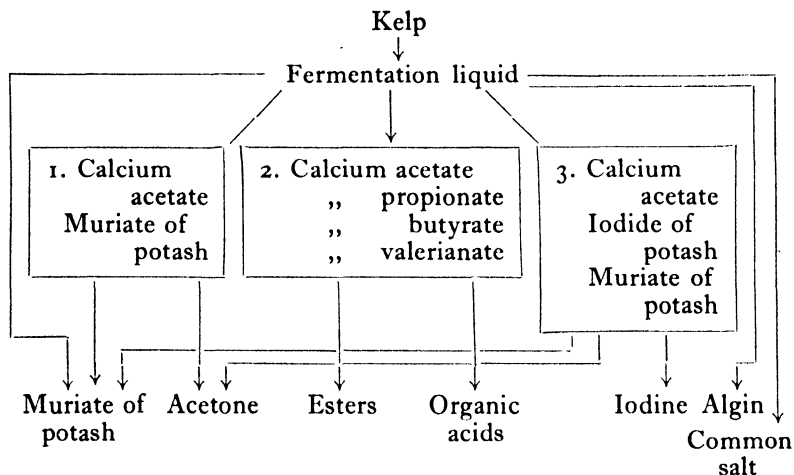 Kelp
Fermentation liquid
1. Calcium
acetate
Muriate of
potash
2. Calcium acetate
,, propionate
,, butyrate
,, valerianate
3. Calcium
acetate
Iodide of
potash
Muriate of
potash
Muriate of
potash
Acetone
Esters
Organic
acids
Iodine
Algin
Common
salt